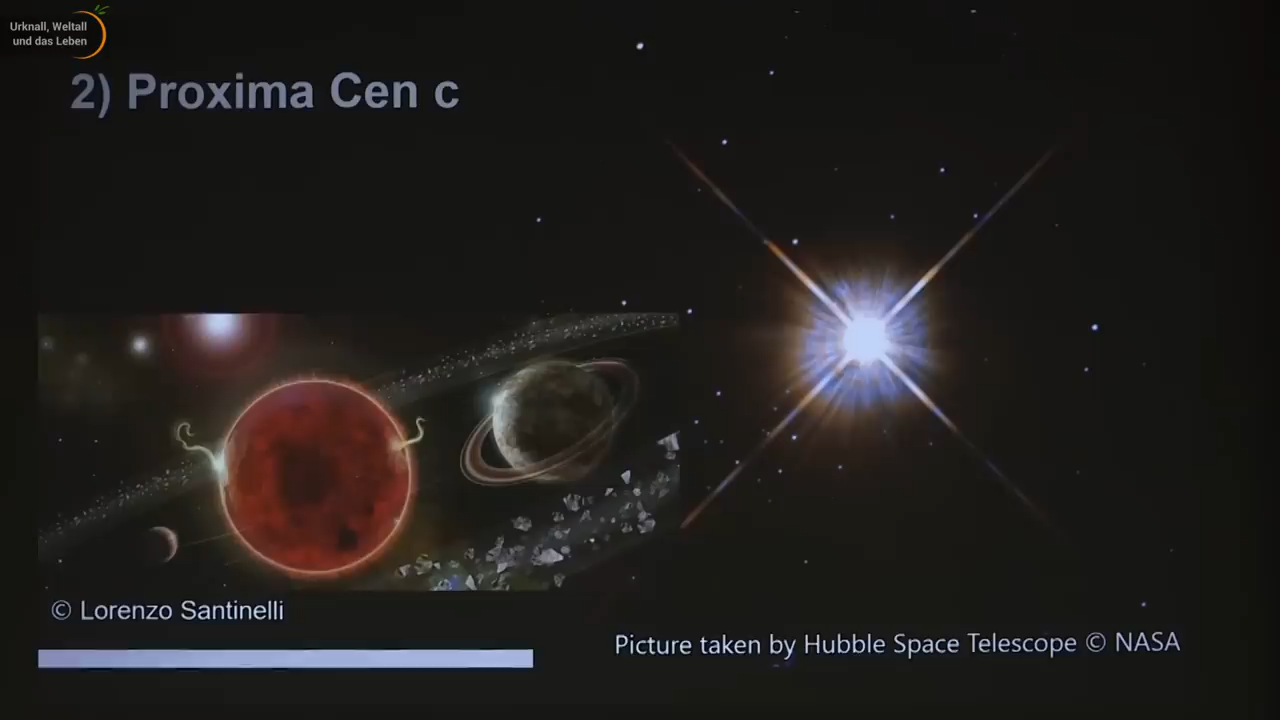 Urknall, Weltall
und das Leben
2) Proxima Cen c
© Lorenzo Santinelli
Picture taken by Hubble Space Telescope © NASA